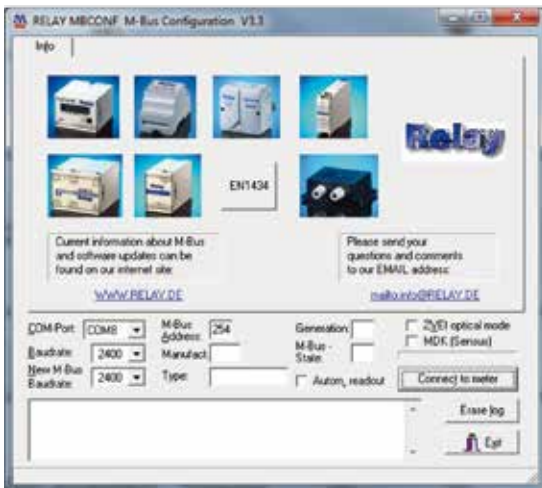 RELAY MBCONF M-Bus Configuration V3.3
Info
Relay
EN1434
Current information about M-Bus
and software updates can be
found on our internet site:
WWW.RELAY.DE
Please send your
questions and comments
to our EMAIL address:
mailto:info@RELAY.DE
COM-Port: COM8
M-Bus Address: 254
Generation:
ZVEI optical mode
Baudrate: 2400
Manufact:
M-Bus - State:
MDK (Sensus)
New M-Bus Baudrate: 2400
Type:
Autom. readout
Connect to meter
Erase log
Exit